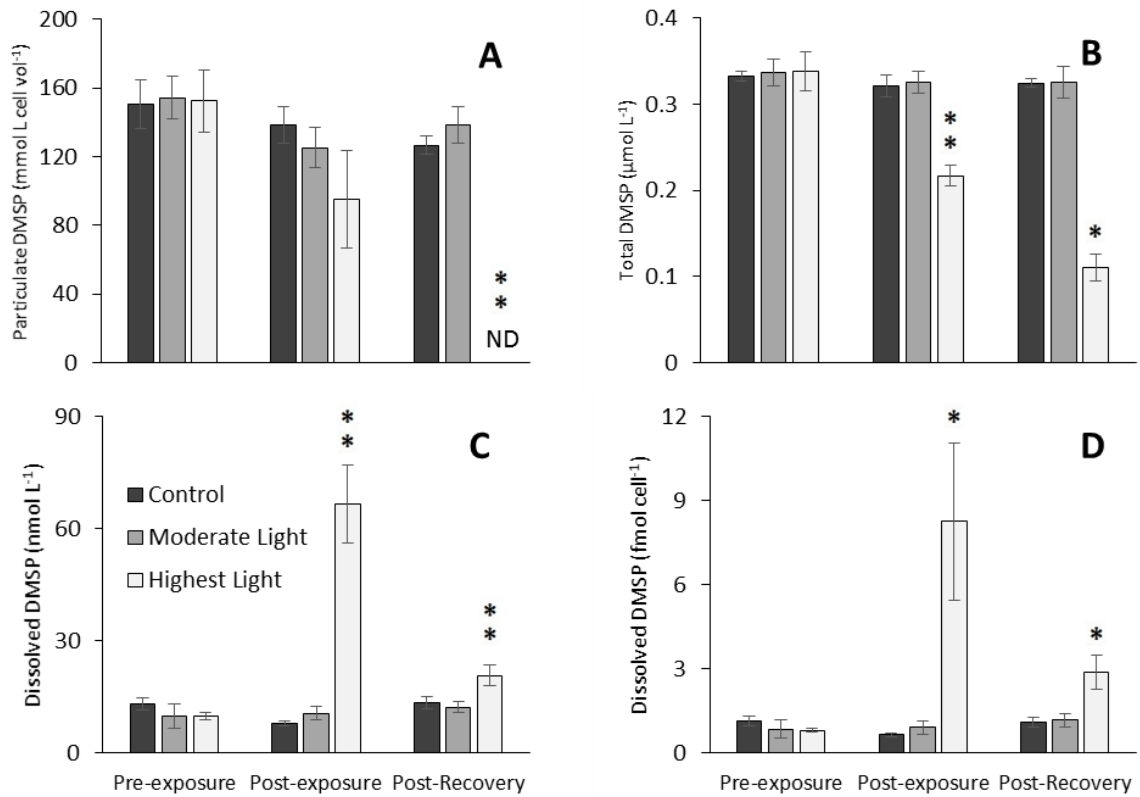 A
Particulate DMSP (mmol L cell vol⁻¹)
200
160
120
80
40
0
*
*
ND
B
Total DMSP (µmol L⁻¹)
0.4
0.3
0.2
0.1
0
*
*
*
C
Dissolved DMSP (nmol L⁻¹)
90
60
30
0
Control
Moderate Light
Highest Light
*
*
*
*
Pre-exposure Post-exposure Post-Recovery
D
Dissolved DMSP (fmol cell⁻¹)
12
9
6
3
0
*
*
Pre-exposure Post-exposure Post-Recovery